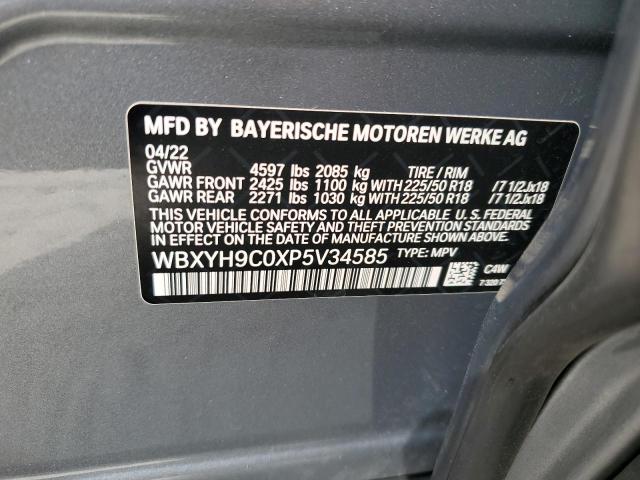 MFD BY BAYERISCHE MOTOREN WERKE AG
04/22
GVWR 4597 lbs 2085 kg TIRE / RIM
GAWR FRONT 2425 lbs 1100 kg WITH 225/50 R18 /7 1/2Jx18
GAWR REAR 2271 lbs 1030 kg WITH 225/50 R18 /7 1/2Jx18
THIS VEHICLE CONFORMS TO ALL APPLICABLE U. S. FEDERAL
MOTOR VEHICLE SAFETY, BUMPER, AND THEFT PREVENTION
STANDARDS IN EFFECT ON THE DATE OF MANUFACTURE SHOWN ABOVE.
WBXYH9C0XP5V34585 TYPE: MPV
C4W